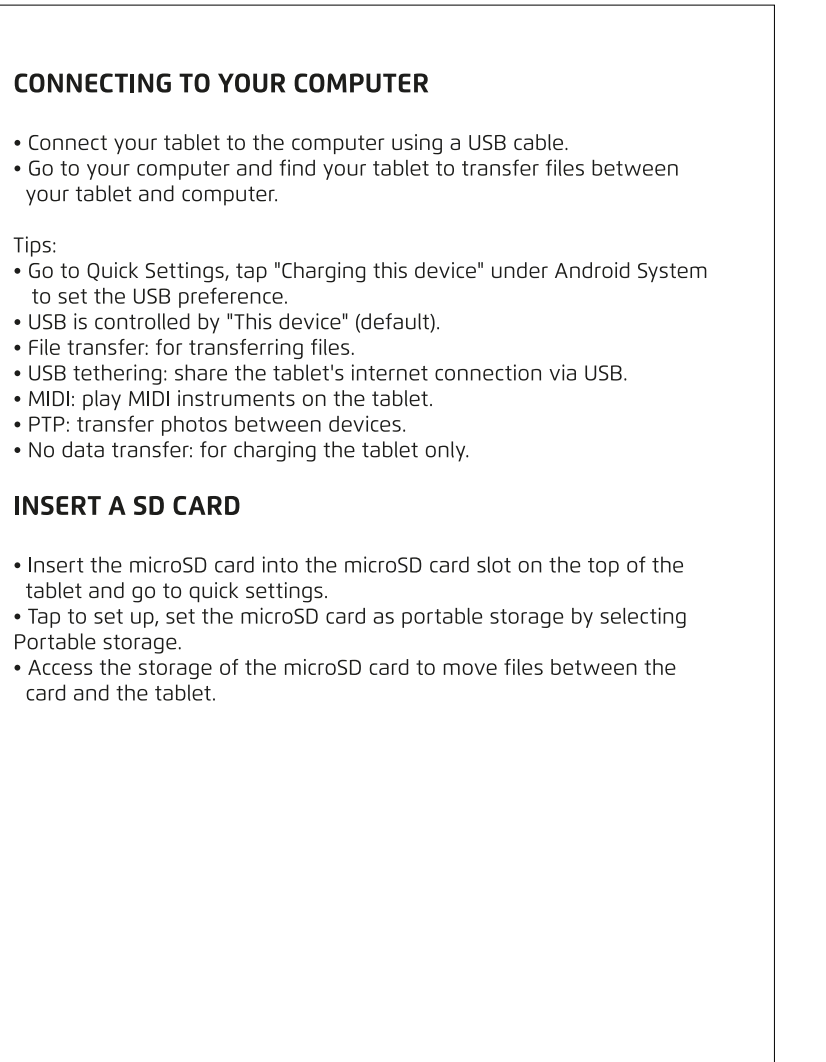 CONNECTING TO YOUR COMPUTER
• Connect your tablet to the computer using a USB cable.
• Go to your computer and find your tablet to transfer files between
your tablet and computer.
Tips:
• Go to Quick Settings, tap "Charging this device" under Android System
to set the USB preference.
• USB is controlled by "This device" (default).
• File transfer: for transferring files.
• USB tethering: share the tablet's internet connection via USB.
• MIDI: play MIDI instruments on the tablet.
• PTP: transfer photos between devices.
• No data transfer: for charging the tablet only.
INSERT A SD CARD
• Insert the microSD card into the microSD card slot on the top of the
tablet and go to quick settings.
• Tap to set up, set the microSD card as portable storage by selecting
Portable storage.
• Access the storage of the microSD card to move files between the
card and the tablet.